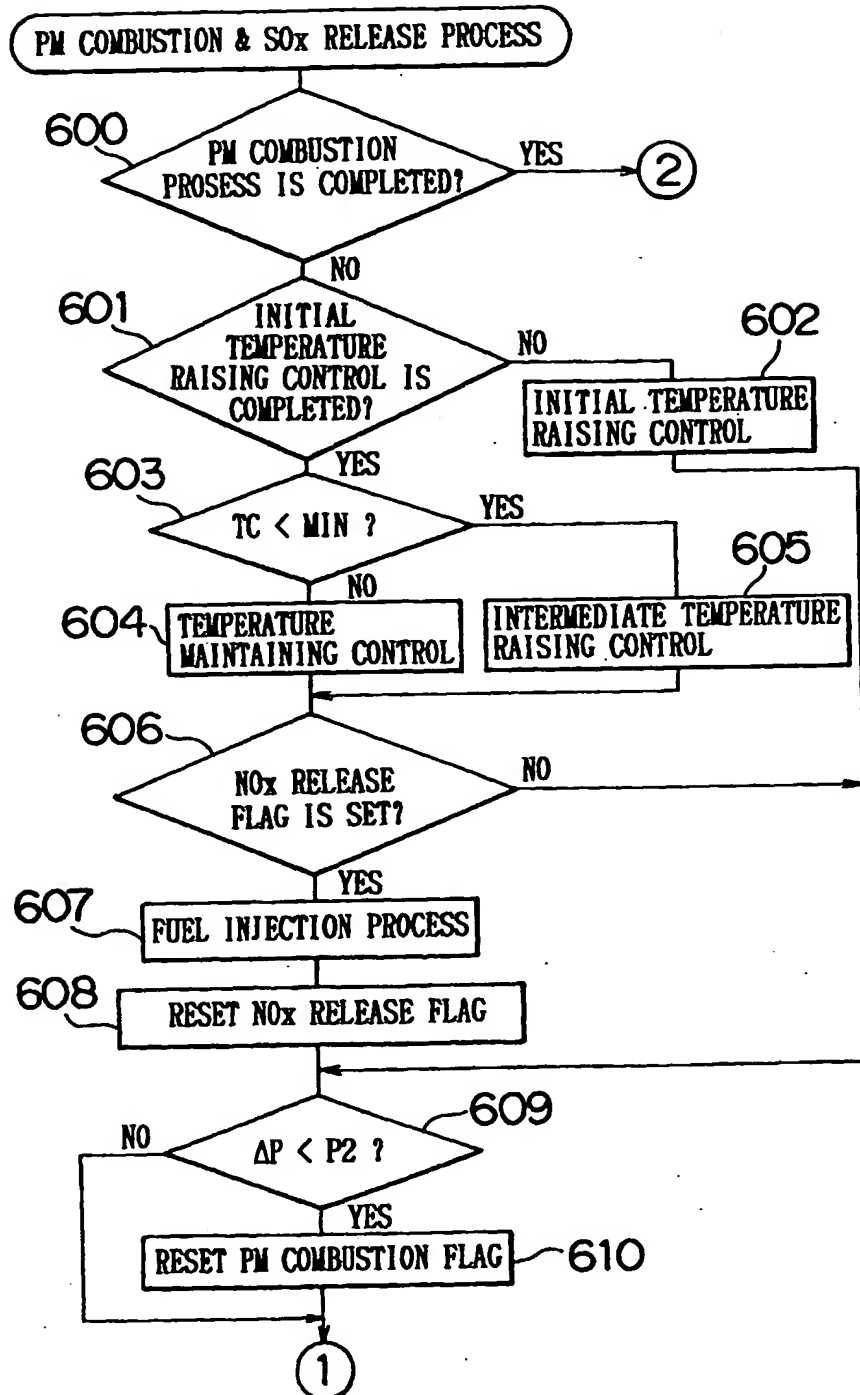 PM COMBUSTION & SOx RELEASE PROCESS
600
PM COMBUSTION
PROSESS IS COMPLETED?
YES
2
NO
601
INITIAL
TEMPERATURE
RAISING CONTROL IS
COMPLETED?
NO
602
INITIAL TEMPERATURE
RAISING CONTROL
YES
603
TC < MIN ?
YES
NO
604
TEMPERATURE
MAINTAINING CONTROL
605
INTERMEDIATE TEMPERATURE
RAISING CONTROL
606
NOx RELEASE
FLAG IS SET?
NO
YES
607
FUEL INJECTION PROCESS
608
RESET NOx RELEASE FLAG
609
NO
ΔP < P2 ?
YES
RESET PM COMBUSTION FLAG
610
1